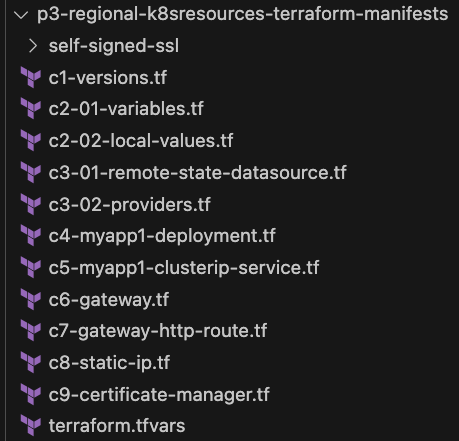 p3-regional-k8sresources-terraform-manifests
self-signed-ssl
c1-versions.tf
c2-01-variables.tf
c2-02-local-values.tf
c3-01-remote-state-datasource.tf
c3-02-providers.tf
c4-myapp1-deployment.tf
c5-myapp1-clusterip-service.tf
c6-gateway.tf
c7-gateway-http-route.tf
c8-static-ip.tf
c9-certificate-manager.tf
terraform.tfvars